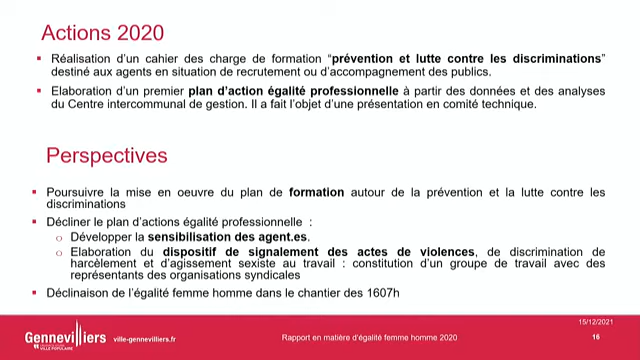 Actions 2020
Réalisation d'un cahier des charge de formation "prévention et lutte contre les discriminations"
destiné aux agents en situation de recrutement ou d'accompagnement des publics.
Elaboration d'un premier plan d'action égalité professionnelle à partir des données et des analyses
du Centre intercommunal de gestion. Il a fait l'objet d'une présentation en comité technique.
Perspectives
Poursuivre la mise en oeuvre du plan de formation autour de la prévention et la lutte contre les
discriminations
Décliner le plan d'actions égalité professionnelle :
Développer la sensibilisation des agent.es.
Elaboration du dispositif de signalement des actes de violences, de discrimination de
harcèlement et d'agissement sexiste au travail : constitution d'un groupe de travail avec des
représentants des organisations syndicales
Déclinaison de l'égalité femme homme dans le chantier des 1607h
15/12/2021
Gennevilliers
VILLE POPULAIRE
ville-gennevilliers.fr
Rapport en matière d'égalité femme homme 2020
16